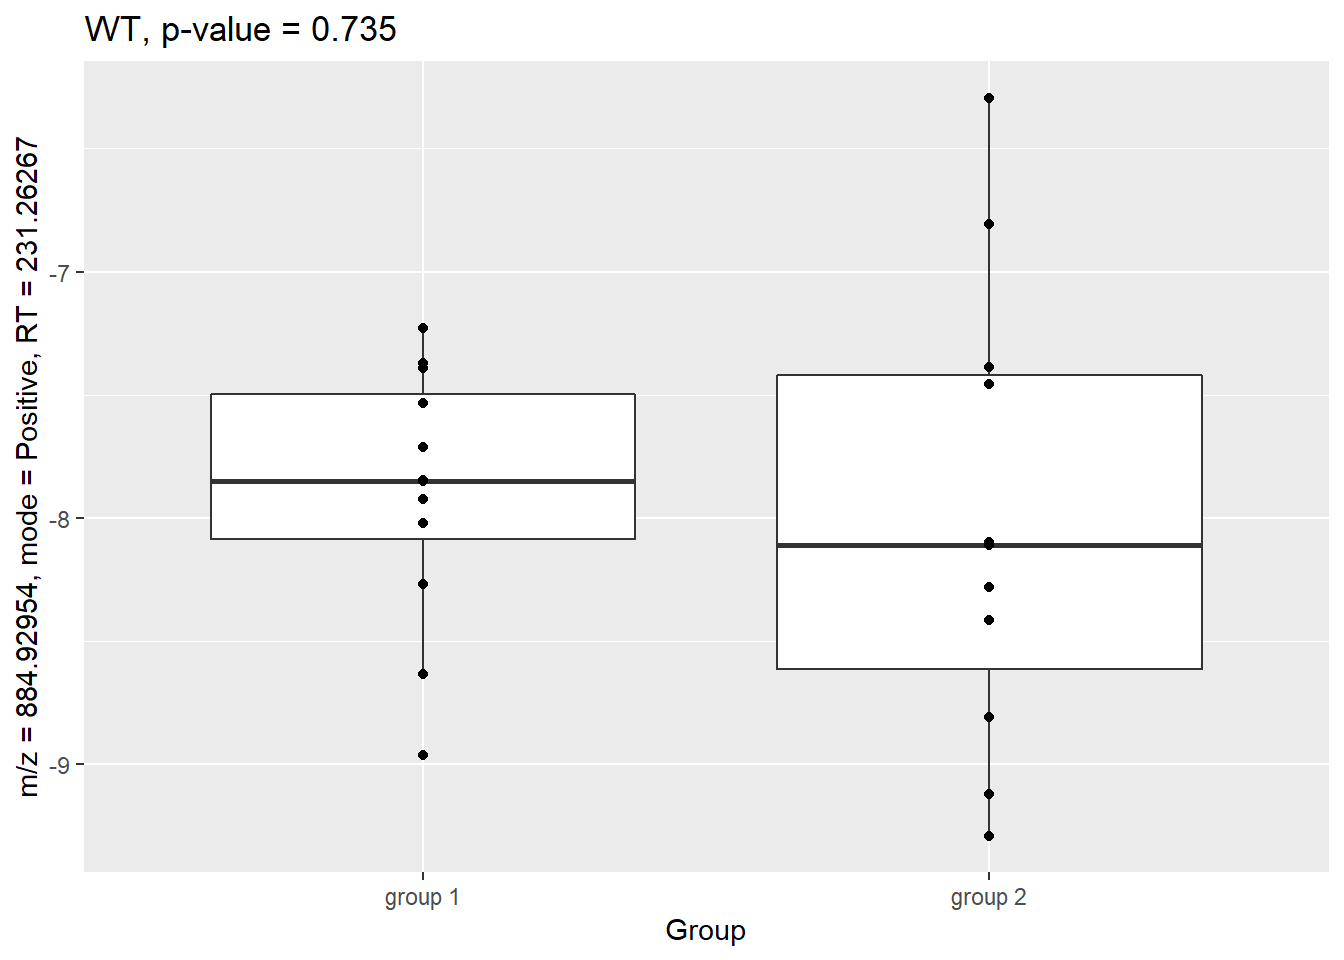 WT, p-value = 0.735
m/z = 884.92954, mode = Positive, RT = 231.26267
-7
-8
-9
group 1
group 2
Group